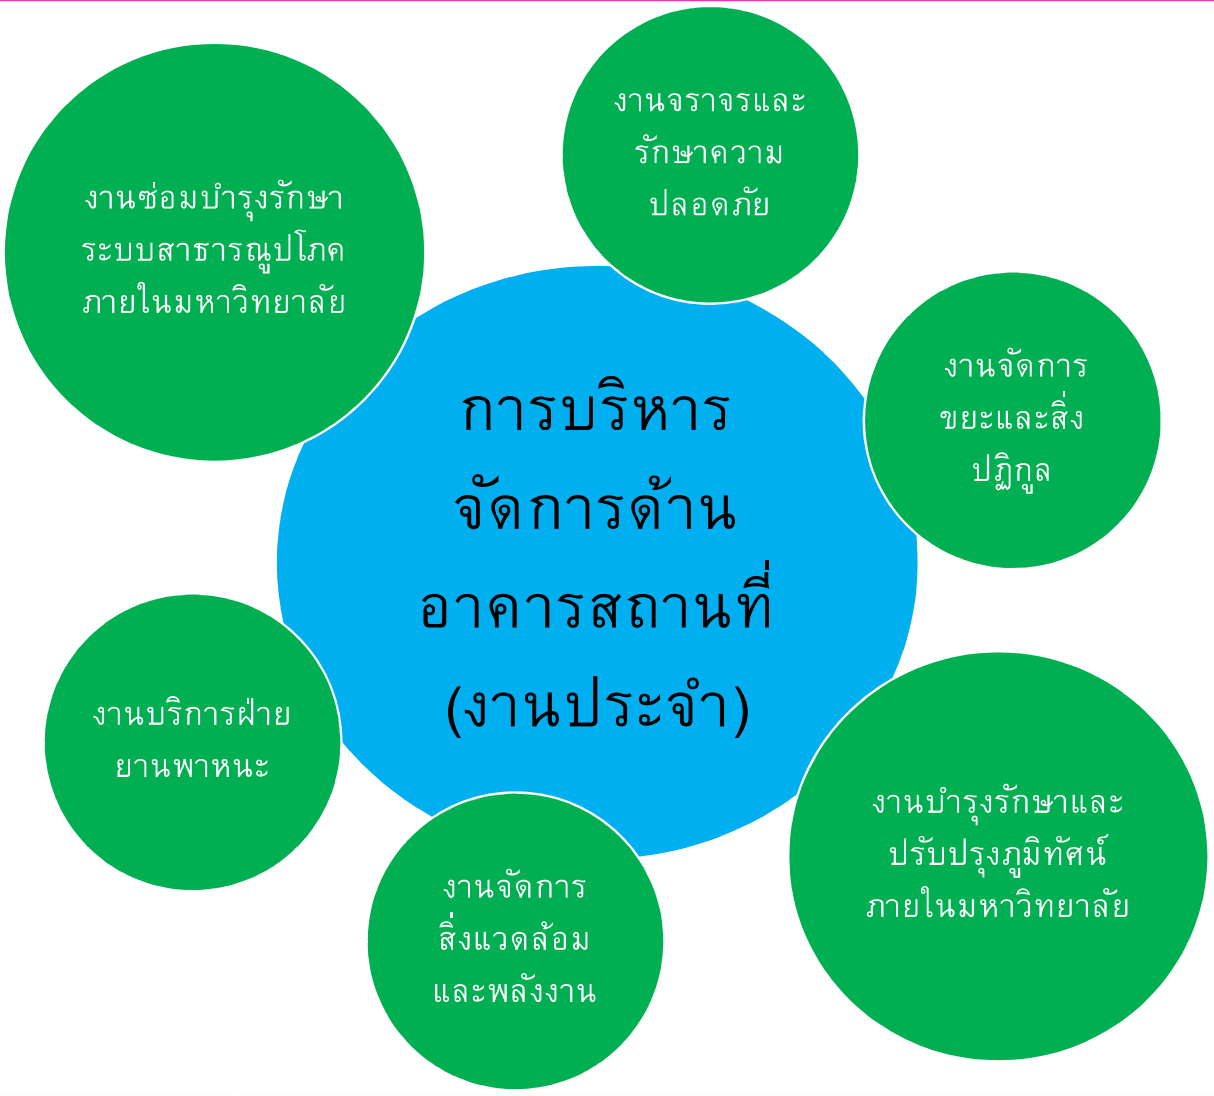 งานจราจรและ
รักษาความ
ปลอดภัย
งานซ่อมบำรุงรักษา
ระบบสาธารณูปโภค
ภายในมหาวิทยาลัย
งานจัดการ
ขยะและสิ่ง
ปฏิกูล
การบริหาร
จัดการด้าน
อาคารสถานที่
(งานประจำ)
งานบริการฝ่าย
ยานพาหนะ
งานบำรุงรักษาและ
ปรับปรุงภูมิทัศน์
ภายในมหาวิทยาลัย
งานจัดการ
สิ่งแวดล้อม
และพลังงาน